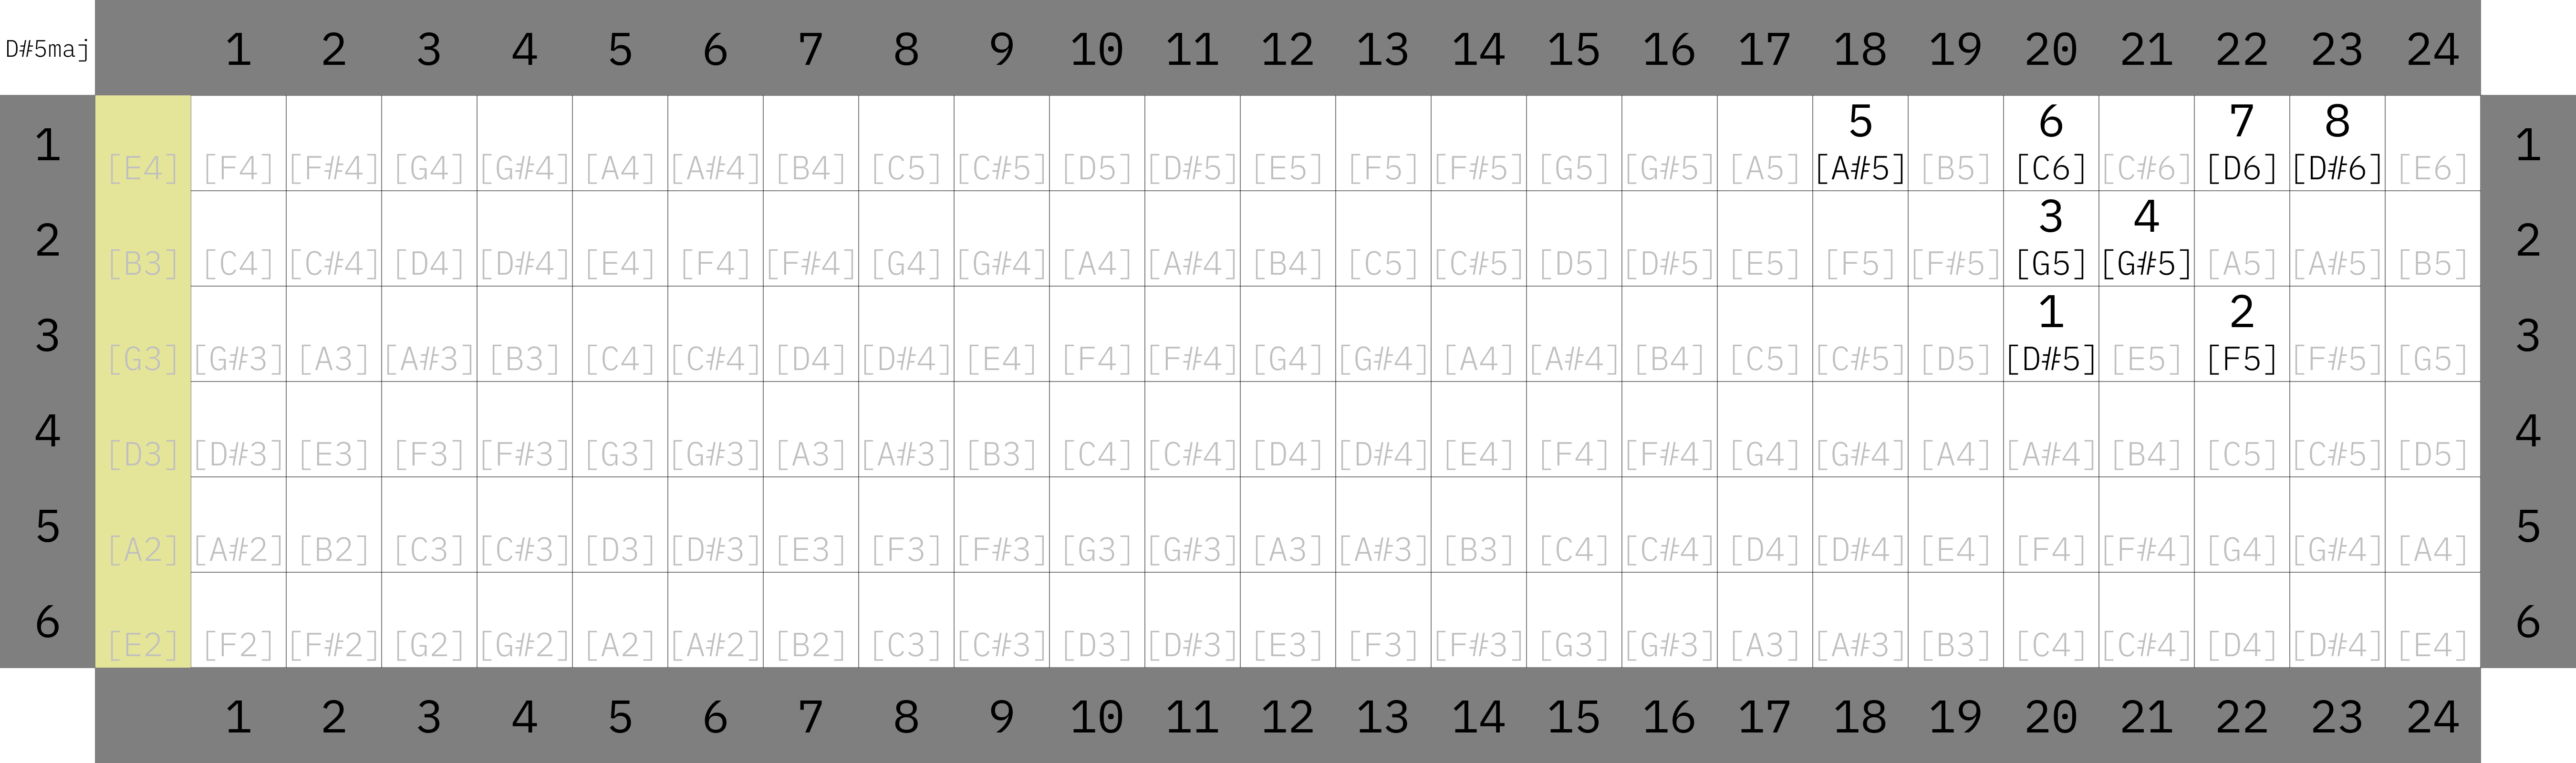 D#5maj 1 2 3 4 5 6 7 8 9 10 11 12 13 14 15 16 17 18 19 20 21 22 23 24
5 6 7 8
1 [E4] [F4] [F#4] [G4] [G#4] [A4] [A#4] [B4] [C5] [C#5] [D5] [D#5] [E5] [F5] [F#5] [G5] [G#5] [A5] [A#5] [B5] [C6] [C#6] [D6] [D#6] [E6] 1
3 4
2 [B3] [C4] [C#4] [D4] [D#4] [E4] [F4] [F#4] [G4] [G#4] [A4] [A#4] [B4] [C5] [C#5] [D5] [D#5] [E5] [F5] [F#5] [G5] [G#5] [A5] [A#5] [B5] 2
1 2
3 [G3] [G#3] [A3] [A#3] [B3] [C4] [C#4] [D4] [D#4] [E4] [F4] [F#4] [G4] [G#4] [A4] [A#4] [B4] [C5] [C#5] [D5] [D#5] [E5] [F5] [F#5] [G5] 3
4 [D3] [D#3] [E3] [F3] [F#3] [G3] [G#3] [A3] [A#3] [B3] [C4] [C#4] [D4] [D#4] [E4] [F4] [F#4] [G4] [G#4] [A4] [A#4] [B4] [C5] [C#5] [D5] 4
5 [A2] [A#2] [B2] [C3] [C#3] [D3] [D#3] [E3] [F3] [F#3] [G3] [G#3] [A3] [A#3] [B3] [C4] [C#4] [D4] [D#4] [E4] [F4] [F#4] [G4] [G#4] [A4] 5
6 [E2] [F2] [F#2] [G2] [G#2] [A2] [A#2] [B2] [C3] [C#3] [D3] [D#3] [E3] [F3] [F#3] [G3] [G#3] [A3] [A#3] [B3] [C4] [C#4] [D4] [D#4] [E4] 6
1 2 3 4 5 6 7 8 9 10 11 12 13 14 15 16 17 18 19 20 21 22 23 24